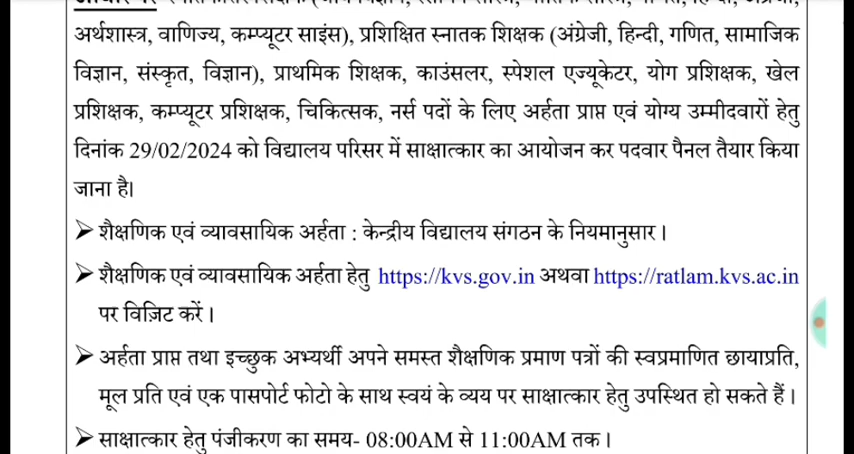 अर्थशास्त्र, वाणिज्य, कम्प्यूटर साइंस), प्रशिक्षित स्नातक शिक्षक (अंग्रेजी, हिन्दी, गणित, सामाजिक
विज्ञान, संस्कृत, विज्ञान), प्राथमिक शिक्षक, काउंसलर, स्पेशल एज्यूकेटर, योग प्रशिक्षक, खेल
प्रशिक्षक, कम्प्यूटर प्रशिक्षक, चिकित्सक, नर्स पदों के लिए अर्हता प्राप्त एवं योग्य उम्मीदवारों हेतु
दिनांक 29/02/2024 को विद्यालय परिसर में साक्षात्कार का आयोजन कर पदवार पैनल तैयार किया
जाना है।
➢ शैक्षणिक एवं व्यावसायिक अर्हता : केन्द्रीय विद्यालय संगठन के नियमानुसार।
➢ शैक्षणिक एवं व्यावसायिक अर्हता हेतु https://kvs.gov.in अथवा https://ratlam.kvs.ac.in
पर विज़िट करें।
➢ अर्हता प्राप्त तथा इच्छुक अभ्यर्थी अपने समस्त शैक्षणिक प्रमाण पत्रों की स्वप्रमाणित छायाप्रति,
मूल प्रति एवं एक पासपोर्ट फोटो के साथ स्वयं के व्यय पर साक्षात्कार हेतु उपस्थित हो सकते हैं।
➢ साक्षात्कार हेतु पंजीकरण का समय- 08:00AM से 11:00AM तक।